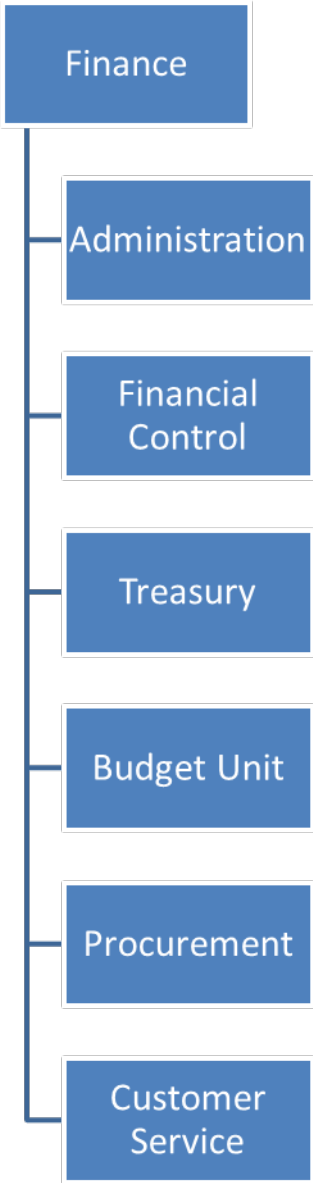 Finance
Administration
Financial
Control
Treasury
Budget Unit
Procurement
Customer
Service